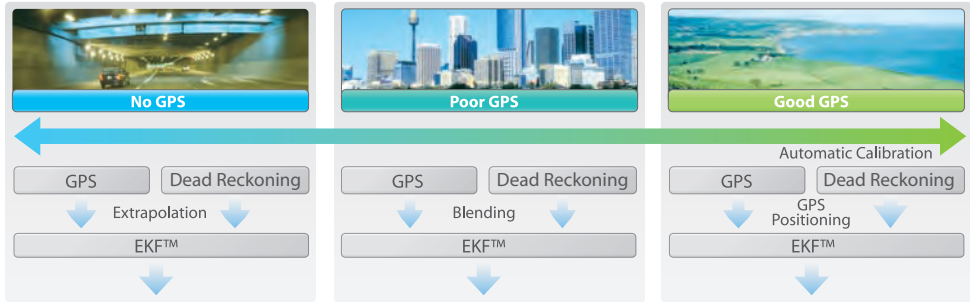 No GPS
Poor GPS
Good GPS
Automatic Calibration
GPS Dead Reckoning
Extrapolation
EKF™
GPS Dead Reckoning
Blending
EKF™
GPS Dead Reckoning
GPS
Positioning
EKF™